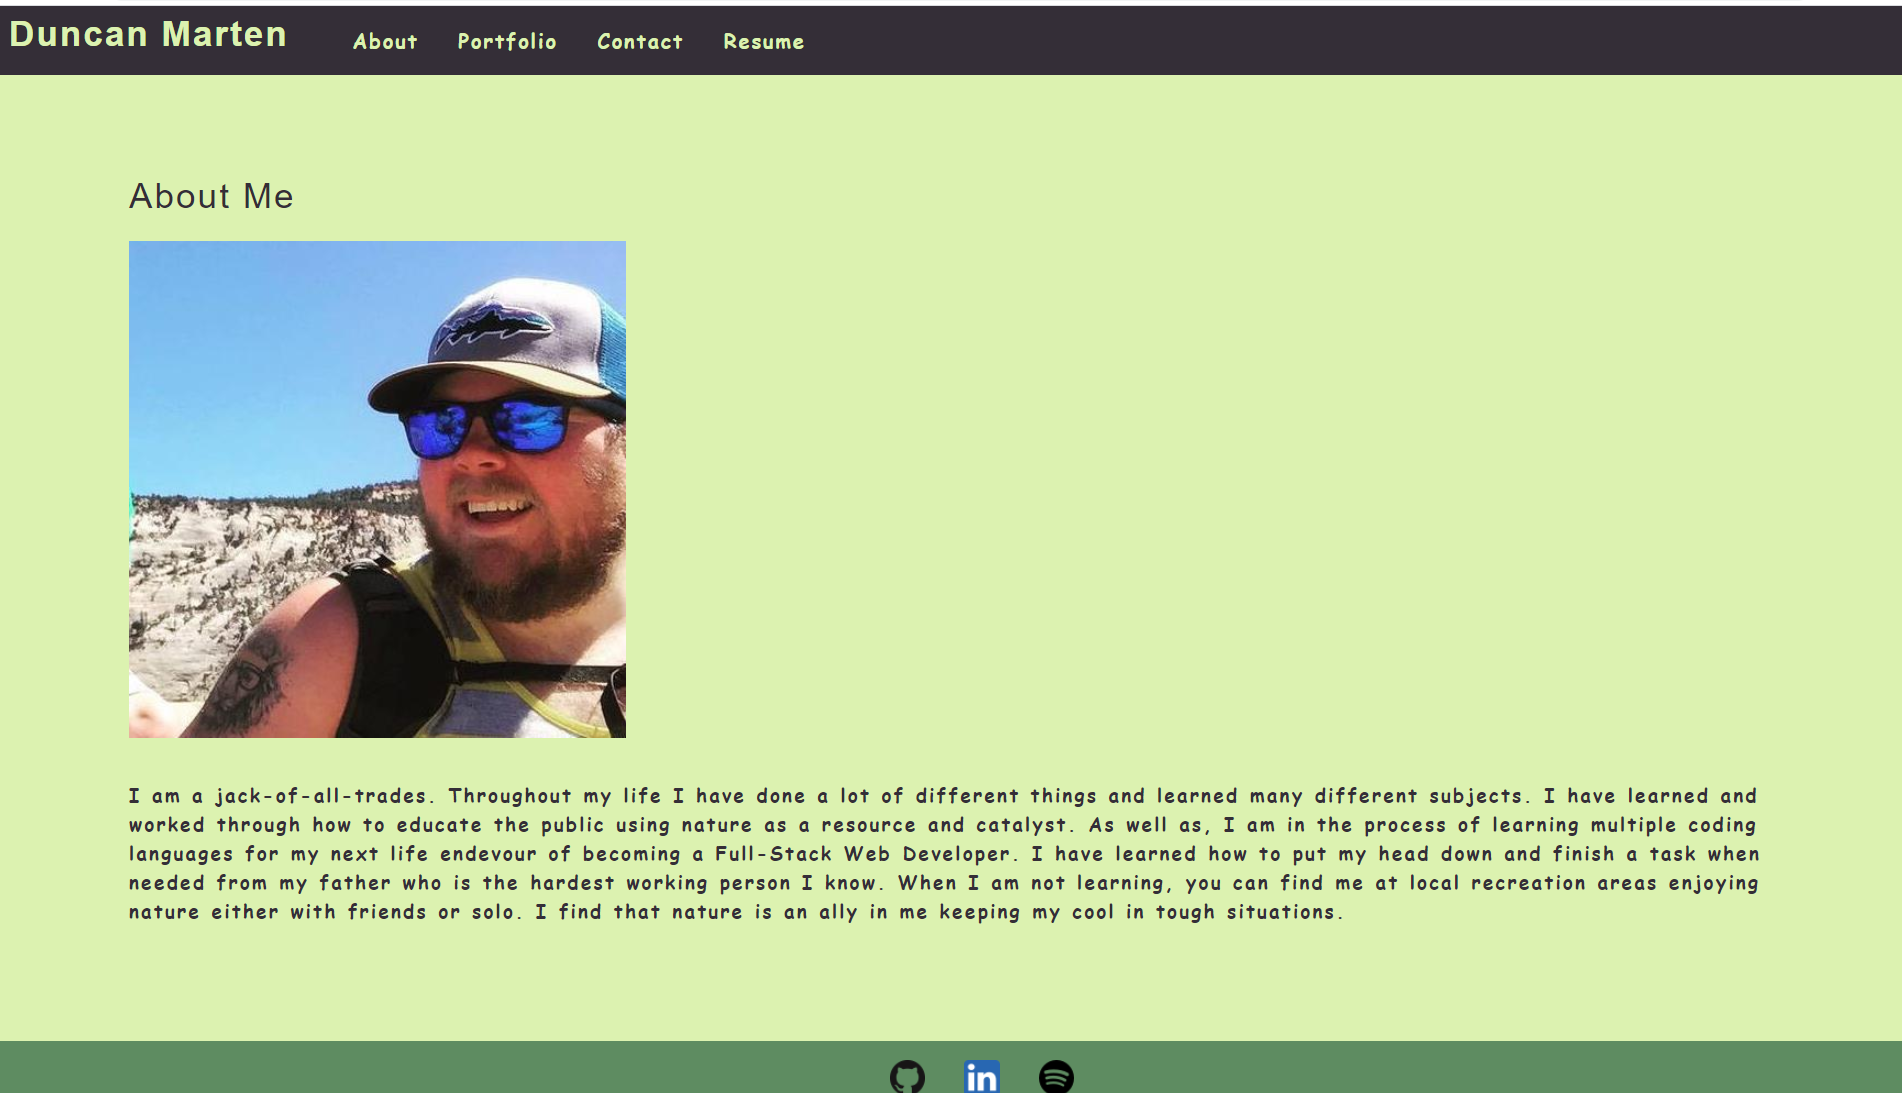 Duncan Marten
About Portfolio Contact Resume
About Me
I am a jack-of-all-trades. Throughout my life I have done a lot of different things and learned many different subjects. I have learned and
worked through how to educate the public using nature as a resource and catalyst. As well as, I am in the process of learning multiple coding
languages for my next life endevour of becoming a Full-Stack Web Developer. I have learned how to put my head down and finish a task when
needed from my father who is the hardest working person I know. When I am not learning, you can find me at local recreation areas enjoying
nature either with friends or solo. I find that nature is an ally in me keeping my cool in tough situations.
in